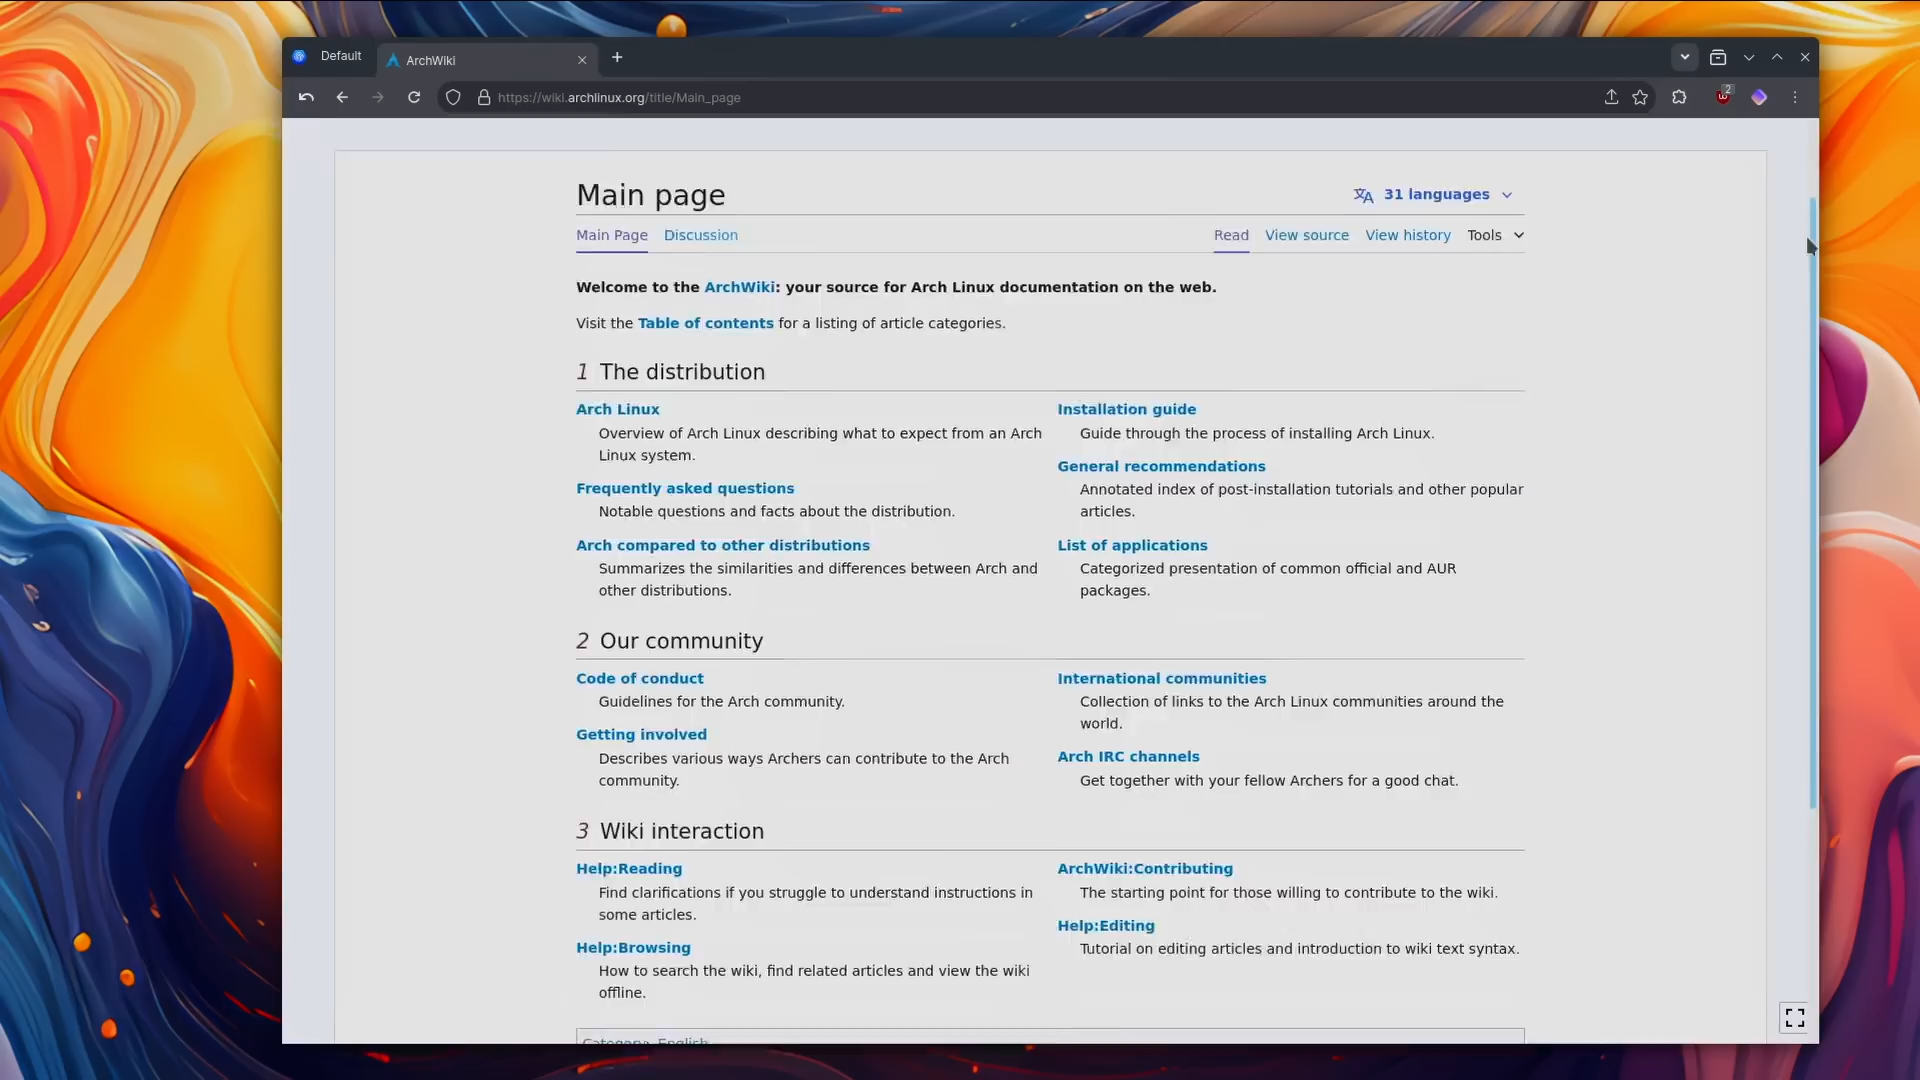 Default
ArchWiki
https://wiki.archlinux.org/title/Main_page
2
Main page
31 languages
Main Page Discussion
Read View source View history Tools
Welcome to the ArchWiki: your source for Arch Linux documentation on the web.
Visit the Table of contents for a listing of article categories.
1 The distribution
Arch Linux
Overview of Arch Linux describing what to expect from an Arch
Linux system.
Frequently asked questions
Notable questions and facts about the distribution.
Arch compared to other distributions
Summarizes the similarities and differences between Arch and
other distributions.
Installation guide
Guide through the process of installing Arch Linux.
General recommendations
Annotated index of post-installation tutorials and other popular
articles.
List of applications
Categorized presentation of common official and AUR
packages.
2 Our community
Code of conduct
Guidelines for the Arch community.
Getting involved
Describes various ways Archers can contribute to the Arch
community.
International communities
Collection of links to the Arch Linux communities around the
world.
Arch IRC channels
Get together with your fellow Archers for a good chat.
3 Wiki interaction
Help:Reading
Find clarifications if you struggle to understand instructions in
some articles.
Help:Browsing
How to search the wiki, find related articles and view the wiki
offline.
ArchWiki:Contributing
The starting point for those willing to contribute to the wiki.
Help:Editing
Tutorial on editing articles and introduction to wiki text syntax.
Category: English